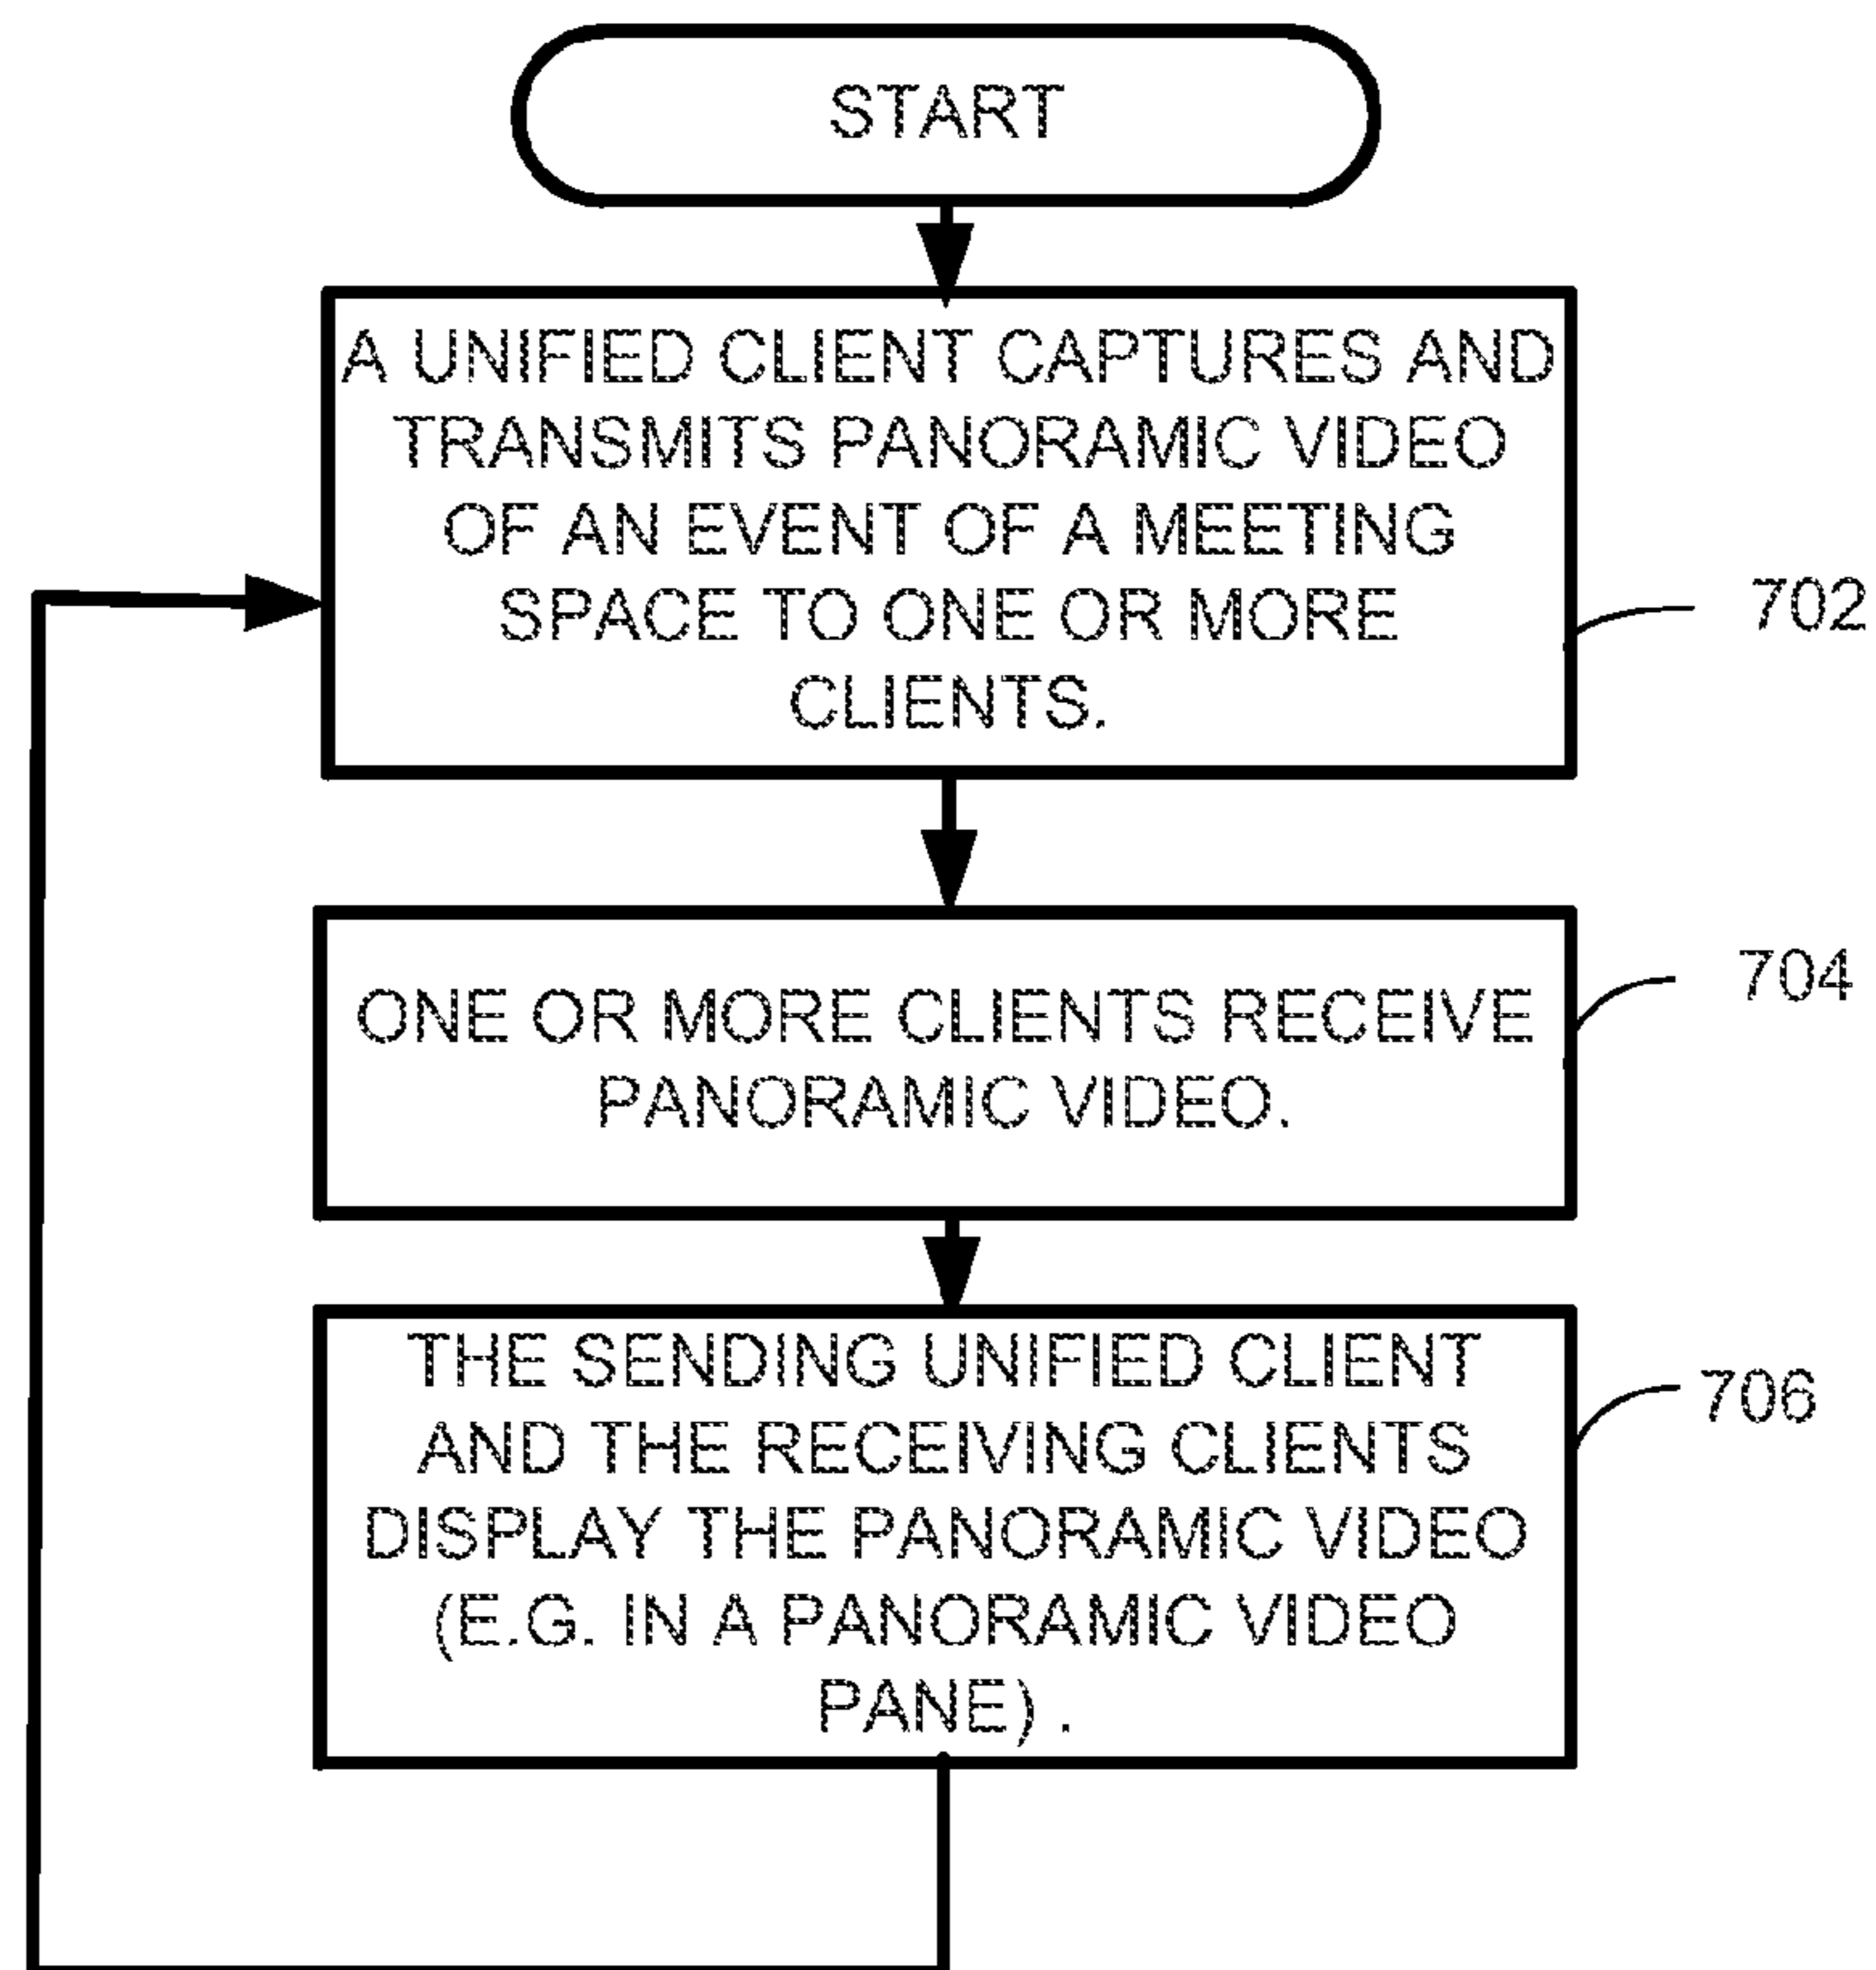 START
A UNIFIED CLIENT CAPTURES AND
TRANSMITS PANORAMIC VIDEO
OF AN EVENT OF A MEETING
SPACE TO ONE OR MORE
CLIENTS.
702
ONE OR MORE CLIENTS RECEIVE
PANORAMIC VIDEO.
704
THE SENDING UNIFIED CLIENT
AND THE RECEIVING CLIENTS
DISPLAY THE PANORAMIC VIDEO
(E.G. IN A PANORAMIC VIDEO
PANE) .
706